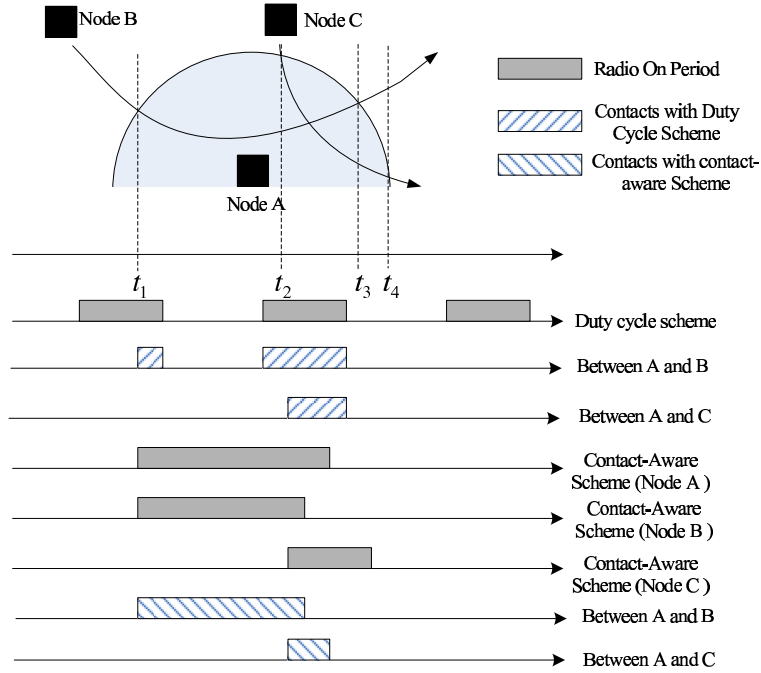 Node B
Node C
Radio On Period
Contacts with Duty
Cycle Scheme
Contacts with contact-
aware Scheme
Node A
t1
t2
t3
t4
Duty cycle scheme
Between A and B
Between A and C
Contact-Aware
Scheme (Node A )
Contact-Aware
Scheme (Node B )
Contact-Aware
Scheme (Node C )
Between A and B
Between A and C